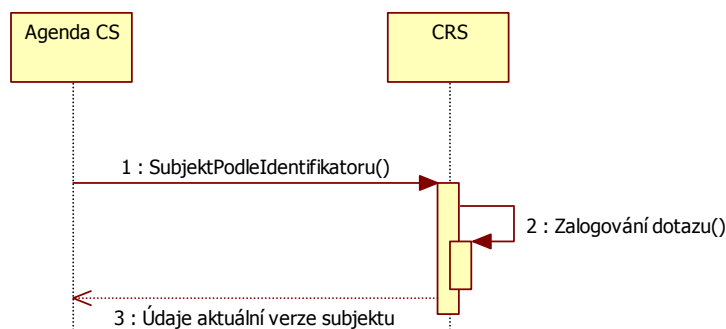 Agenda CS
CRS
1 : SubjektPodleIdentifikatoru()
2 : Zalogování dotazu()
3 : Údaje aktuální verze subjektu